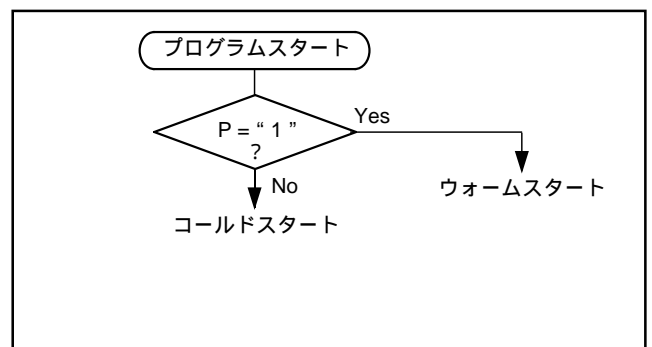 プログラムスタート
P = “ 1 ”
?
Yes
No
ウォームスタート
コールドスタート